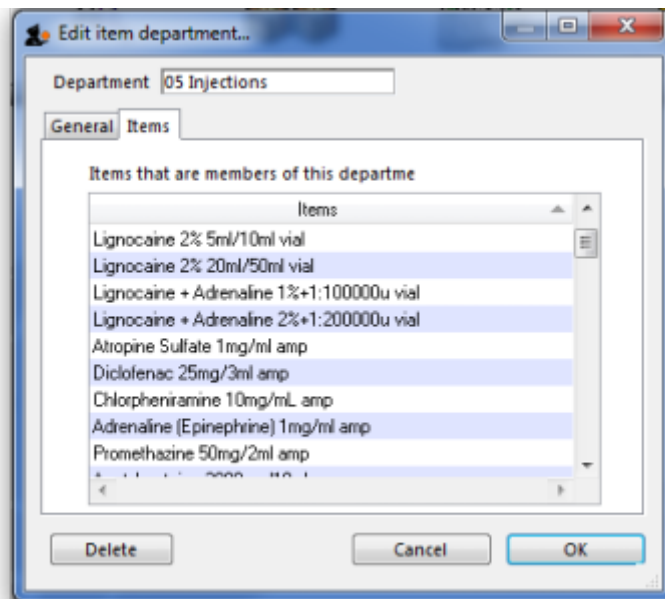 Edit item department...
Department 05 Injections
General Items
Items that are members of this departme
Items
Lignocaine 2% 5ml/10ml vial
Lignocaine 2% 20ml/50ml vial
Lignocaine + Adrenaline 1%+1:100000u vial
Lignocaine + Adrenaline 2%+1:200000u vial
Atropine Sulfate 1mg/ml amp
Diclofenac 25mg/3ml amp
Chlorpheniramine 10mg/mL amp
Adrenaline (Epinephrine) 1mg/ml amp
Promethazine 50mg/2ml amp
Delete Cancel OK